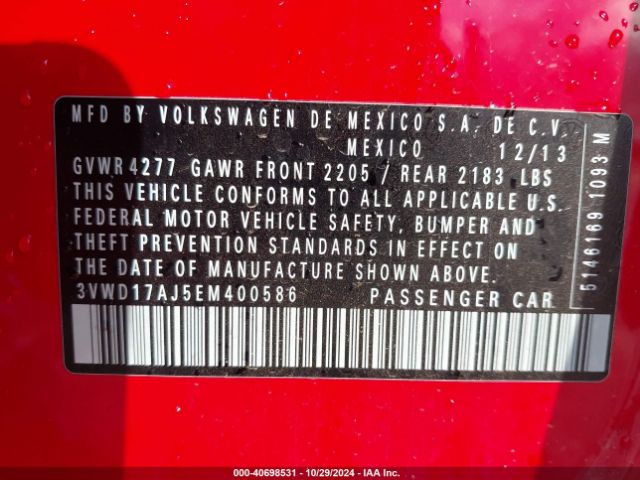 MFD BY VOLKSWAGEN DE MEXICO S.A. DE C.V.
MEXICO 12/13
GVWR 4277 GAWR FRONT 2205 / REAR 2183 LBS
THIS VEHICLE CONFORMS TO ALL APPLICABLE U.S.
FEDERAL MOTOR VEHICLE SAFETY, BUMPER AND
THEFT PREVENTION STANDARDS IN EFFECT ON
THE DATE OF MANUFACTURE SHOWN ABOVE.
3VWD17AJ5EM400586 PASSENGER CAR
5146169 1093 M
000-40698531 - 10/29/2024 - IAA Inc.